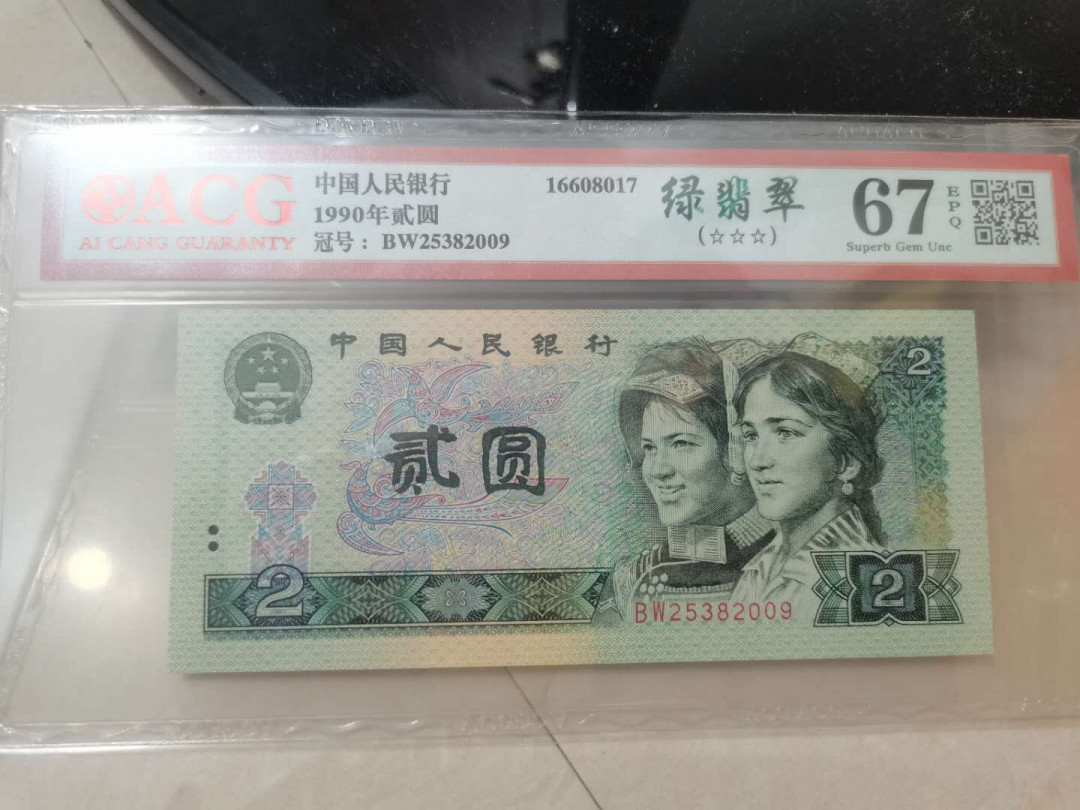 ACG
AI CANG GUARANTY
中国人民银行
1990年贰圆
冠号：BW25382009
16608017
绿翡翠
(☆☆☆)
67
EPQ
Superb Gem Unc
中国人民银行
2
贰圆
2
2
BW25382009